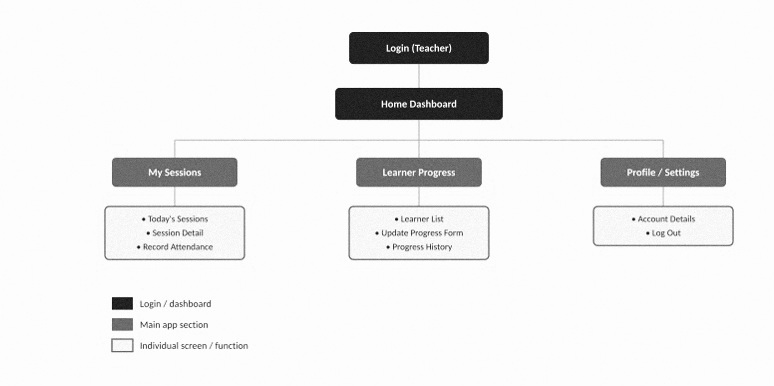 Login (Teacher)
Home Dashboard
My Sessions
Learner Progress
Profile / Settings
• Today's Sessions
• Session Detail
• Record Attendance
• Learner List
• Update Progress Form
• Progress History
• Account Details
• Log Out
Login / dashboard
Main app section
Individual screen / function